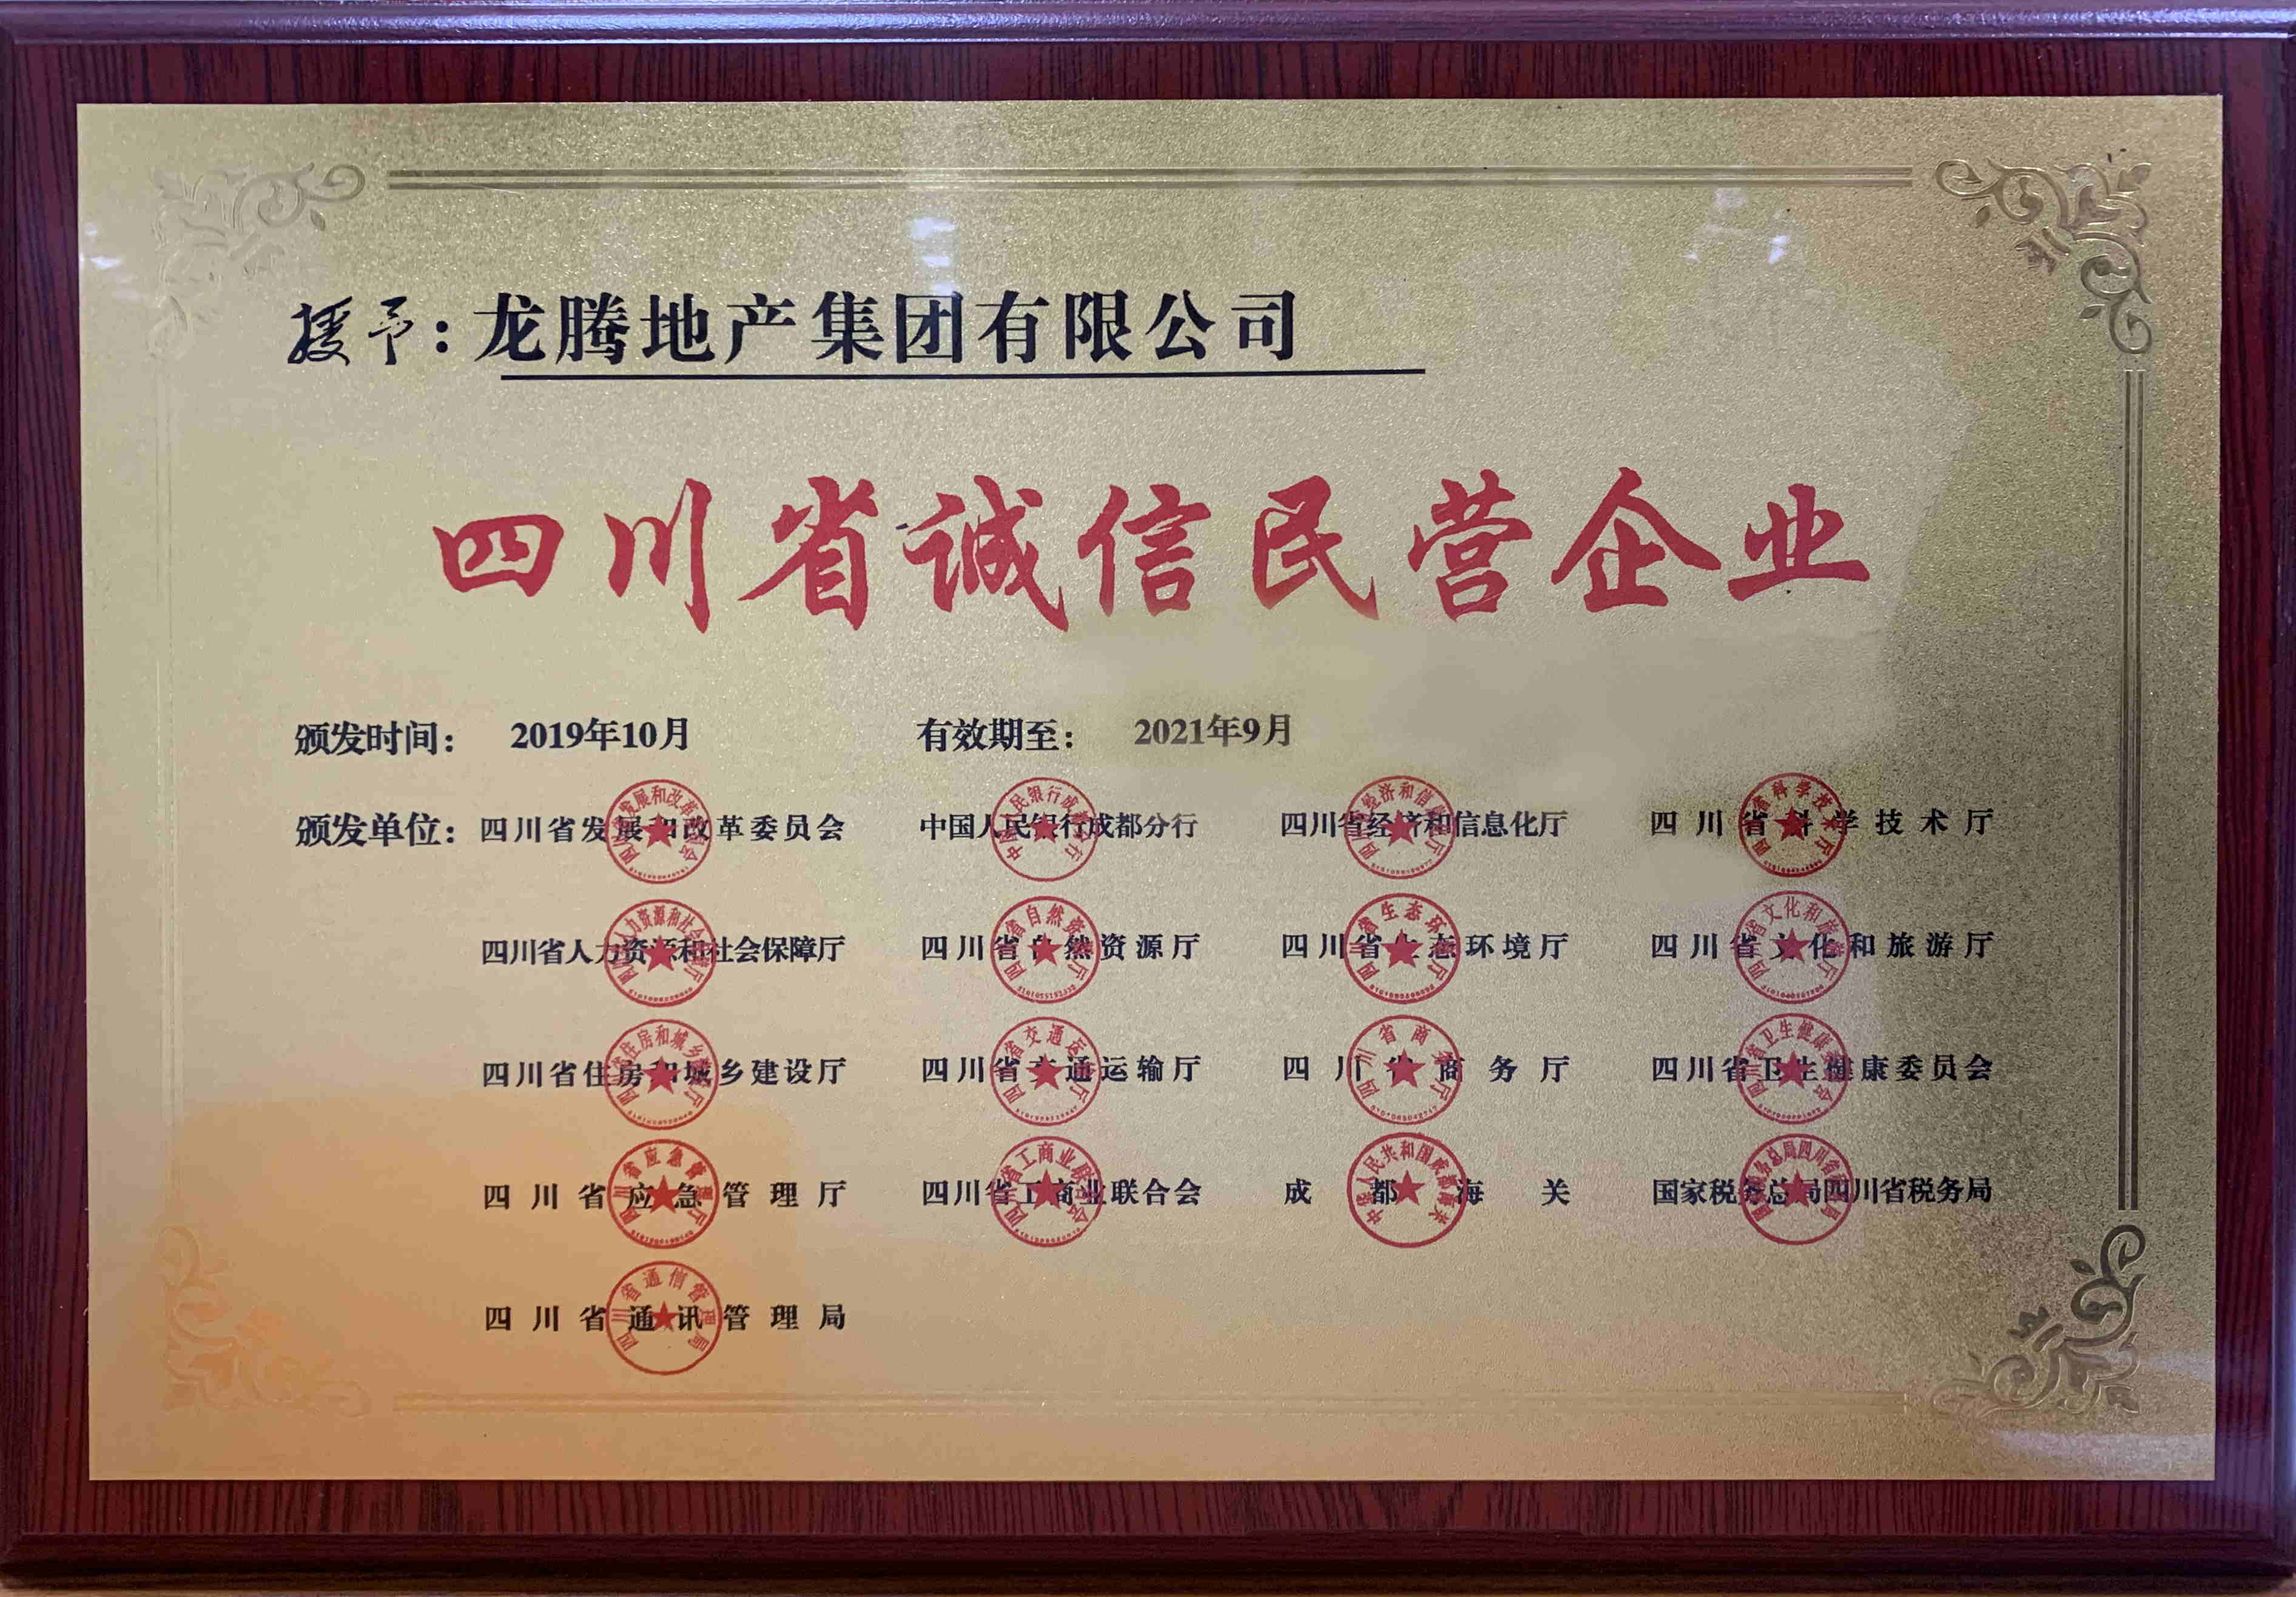 授予：龙腾地产集团有限公司
四川省诚信民营企业
颁发时间： 2019年10月 有效期至： 2021年9月
颁发单位：四川省发展和改革委员会 中国人民银行成都分行 四川省经济和信息化厅 四川省科学技术厅
四川省人力资源和社会保障厅 四川省自然资源厅 四川省生态环境厅 四川省文化和旅游厅
四川省住房和城乡建设厅 四川省交通运输厅 四川省商务厅 四川省卫生健康委员会
四川省应急管理厅 四川省工商业联合会 成都海关 国家税务总局四川省税务局
四川省通讯管理局